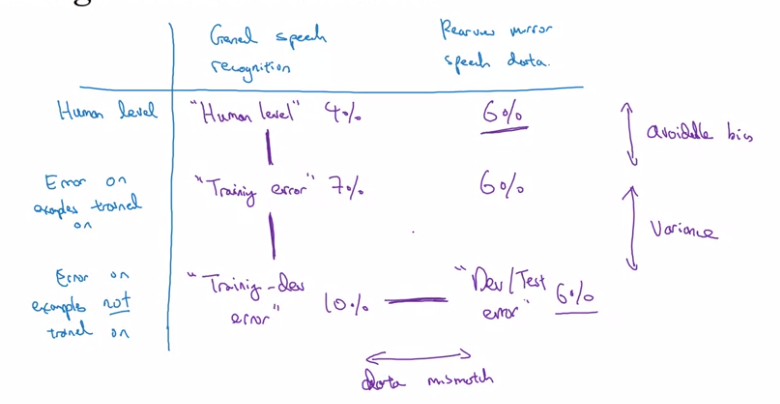 General speech recognition
Rearview mirror speech data.
Human level
"Human level" 4%
6%
avoidable bias
Error on examples trained on
"Training error" 7%
6%
Variance
Error on examples not trained on
"Training-dev error" 10%
"Dev/Test error" 6%
data mismatch